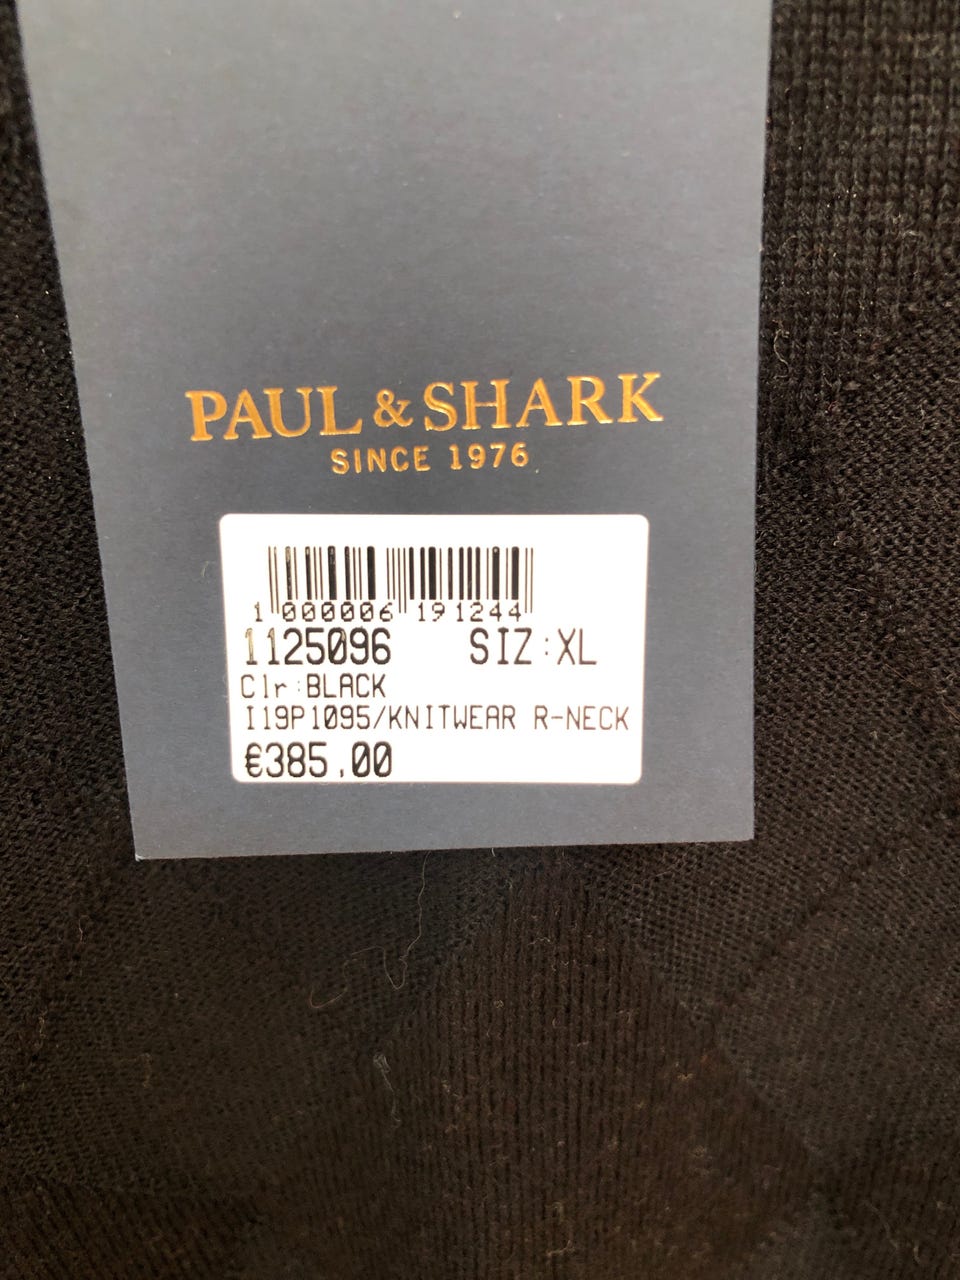 PAUL & SHARK
SINCE 1976
1 000006 191244
1125096 SIZ:XL
Clr:BLACK
I19P1095/KNITWEAR R-NECK
€385.00